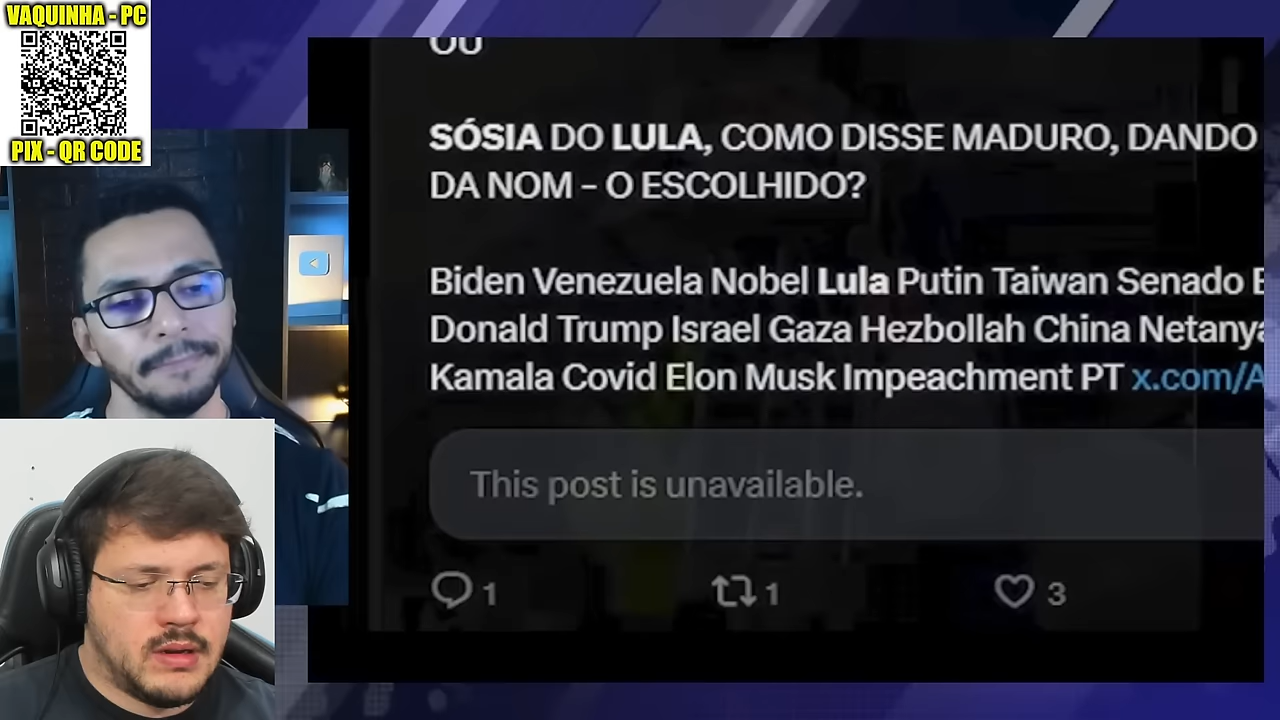 VAQUINHA - PC
PIX - QR CODE
OU
SÓSIA DO LULA, COMO DISSE MADURO, DANDO
DA NOM – O ESCOLHIDO?
Biden Venezuela Nobel Lula Putin Taiwan Senado
Donald Trump Israel Gaza Hezbollah China Netanya
Kamala Covid Elon Musk Impeachment PT x.com/A
This post is unavailable.
1
1
3